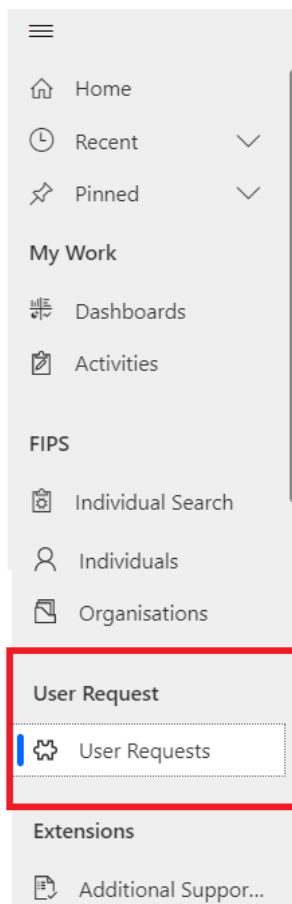 Home
Recent
Pinned
My Work
Dashboards
Activities
FIPS
Individual Search
Individuals
Organisations
User Request
User Requests
Extensions
Additional Suppor...